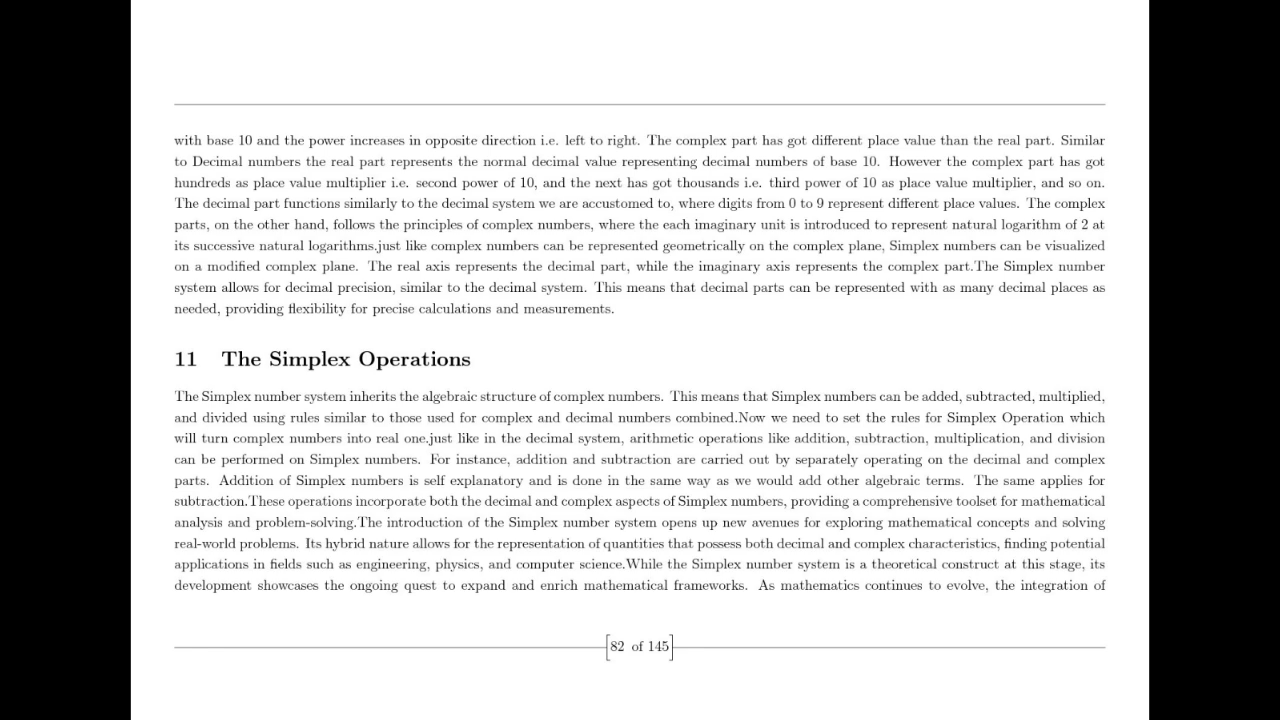 with base 10 and the power increases in opposite direction i.e. left to right. The complex part has got different place value than the real part. Similar
to Decimal numbers the real part represents the normal decimal value representing decimal numbers of base 10. However the complex part has got
hundreds as place value multiplier i.e. second power of 10, and the next has got thousands i.e. third power of 10 as place value multiplier, and so on.
The decimal part functions similarly to the decimal system we are accustomed to, where digits from 0 to 9 represent different place values. The complex
parts, on the other hand, follows the principles of complex numbers, where the each imaginary unit is introduced to represent natural logarithm of 2 at
its successive natural logarithms.just like complex numbers can be represented geometrically on the complex plane, Simplex numbers can be visualized
on a modified complex plane. The real axis represents the decimal part, while the imaginary axis represents the complex part.The Simplex number
system allows for decimal precision, similar to the decimal system. This means that decimal parts can be represented with as many decimal places as
needed, providing flexibility for precise calculations and measurements.
11 The Simplex Operations
The Simplex number system inherits the algebraic structure of complex numbers. This means that Simplex numbers can be added, subtracted, multiplied,
and divided using rules similar to those used for complex and decimal numbers combined.Now we need to set the rules for Simplex Operation which
will turn complex numbers into real one.just like in the decimal system, arithmetic operations like addition, subtraction, multiplication, and division
can be performed on Simplex numbers. For instance, addition and subtraction are carried out by separately operating on the decimal and complex
parts. Addition of Simplex numbers is self explanatory and is done in the same way as we would add other algebraic terms. The same applies for
subtraction.These operations incorporate both the decimal and complex aspects of Simplex numbers, providing a comprehensive toolset for mathematical
analysis and problem-solving.The introduction of the Simplex number system opens up new avenues for exploring mathematical concepts and solving
real-world problems. Its hybrid nature allows for the representation of quantities that possess both decimal and complex characteristics, finding potential
applications in fields such as engineering, physics, and computer science.While the Simplex number system is a theoretical construct at this stage, its
development showcases the ongoing quest to expand and enrich mathematical frameworks. As mathematics continues to evolve, the integration of
[82 of 145]